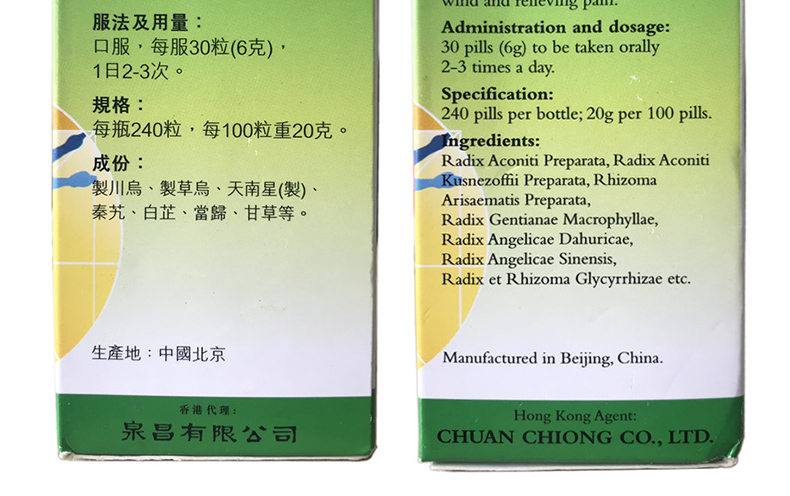 服法及用量：
口服，每服30粒(6克)，
1日2-3次。
規格：
每瓶240粒，每100粒重20克。
成份：
製川烏、製草烏、天南星(製)、
秦艽、白芷、當歸、甘草等。
生產地：中國北京
香港代理：
泉昌有限公司
wind and relieving pain.
Administration and dosage:
30 pills (6g) to be taken orally
2-3 times a day.
Specification:
240 pills per bottle; 20g per 100 pills.
Ingredients:
Radix Aconiti Preparata, Radix Aconiti
Kusnezoffii Preparata, Rhizoma
Arisaematis Preparata,
Radix Gentianae Macrophyllae,
Radix Angelicae Dahuricae,
Radix Angelicae Sinensis,
Radix et Rhizoma Glycyrrhizae etc.
Manufactured in Beijing, China.
Hong Kong Agent:
CHUAN CHIONG CO., LTD.